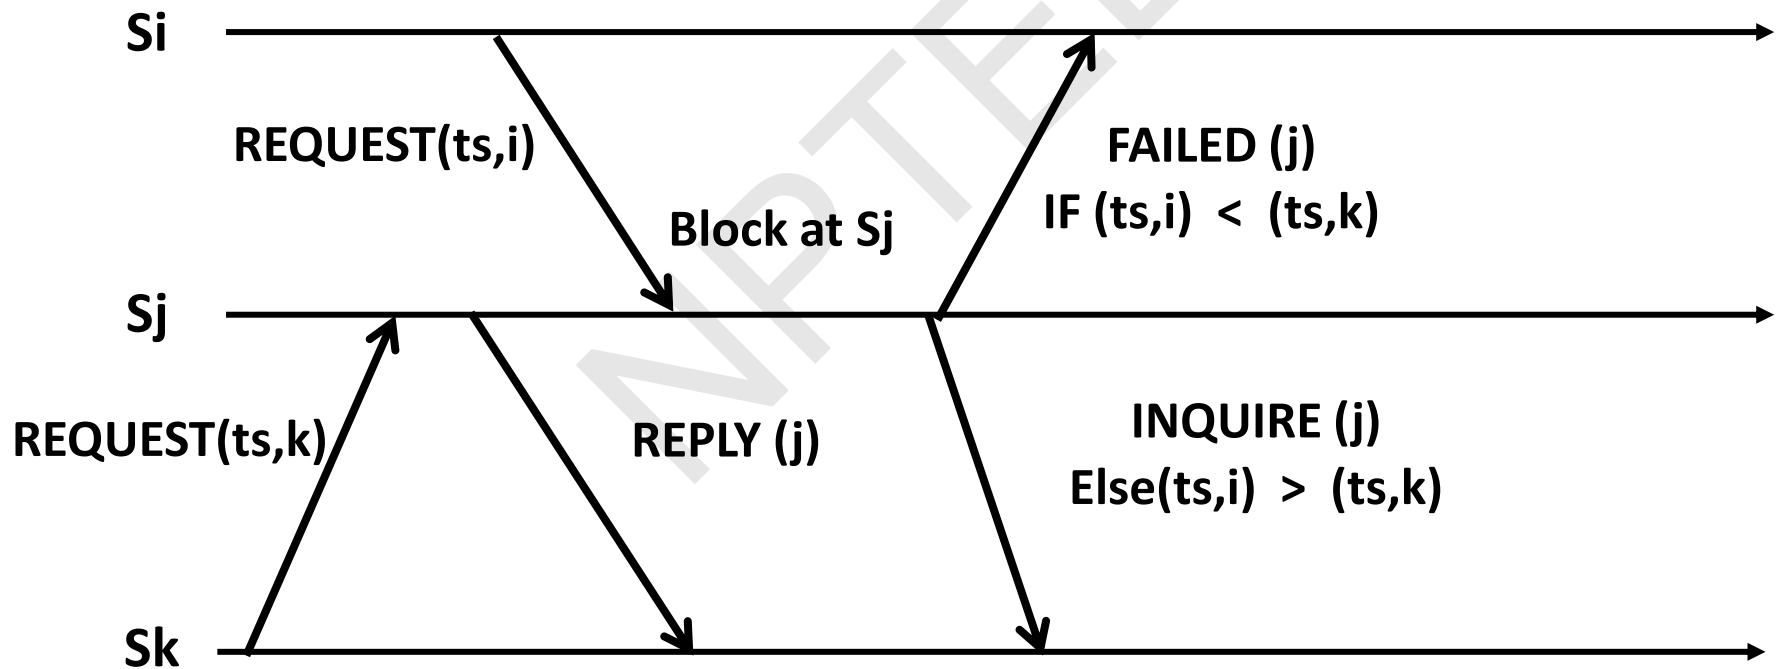 Si
REQUEST(ts,i)
FAILED (j)
IF (ts,i) < (ts,k)
Block at Sj
Sj
REQUEST(ts,k)
REPLY (j)
INQUIRE (j)
Else(ts,i) > (ts,k)
Sk
NPTEL